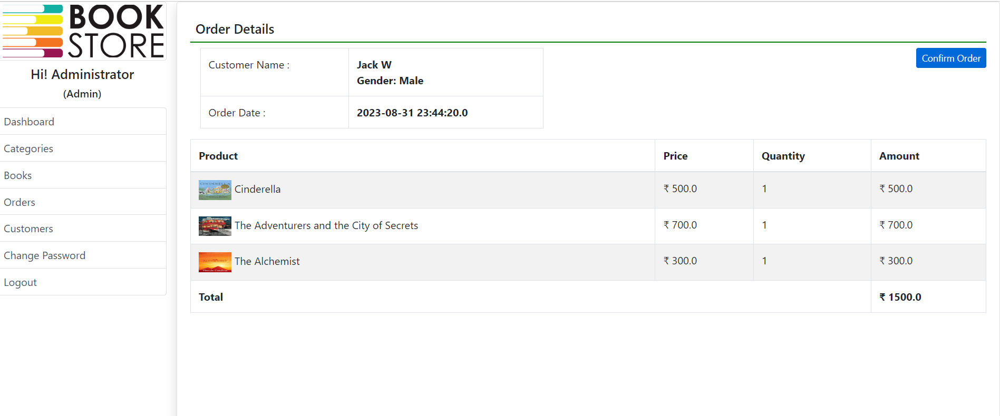 BOOK
STORE
Hi! Administrator
(Admin)
Dashboard
Categories
Books
Orders
Customers
Change Password
Logout
Order Details
Confirm Order
Customer Name :
Jack W
Gender: Male
Order Date :
2023-08-31 23:44:20.0
Product Price Quantity Amount
CINDERELLA
Cinderella ₹ 500.0 1 ₹ 500.0
The Adventurers and the City of Secrets ₹ 700.0 1 ₹ 700.0
ALCHEMIST
The Alchemist ₹ 300.0 1 ₹ 300.0
Total ₹ 1500.0